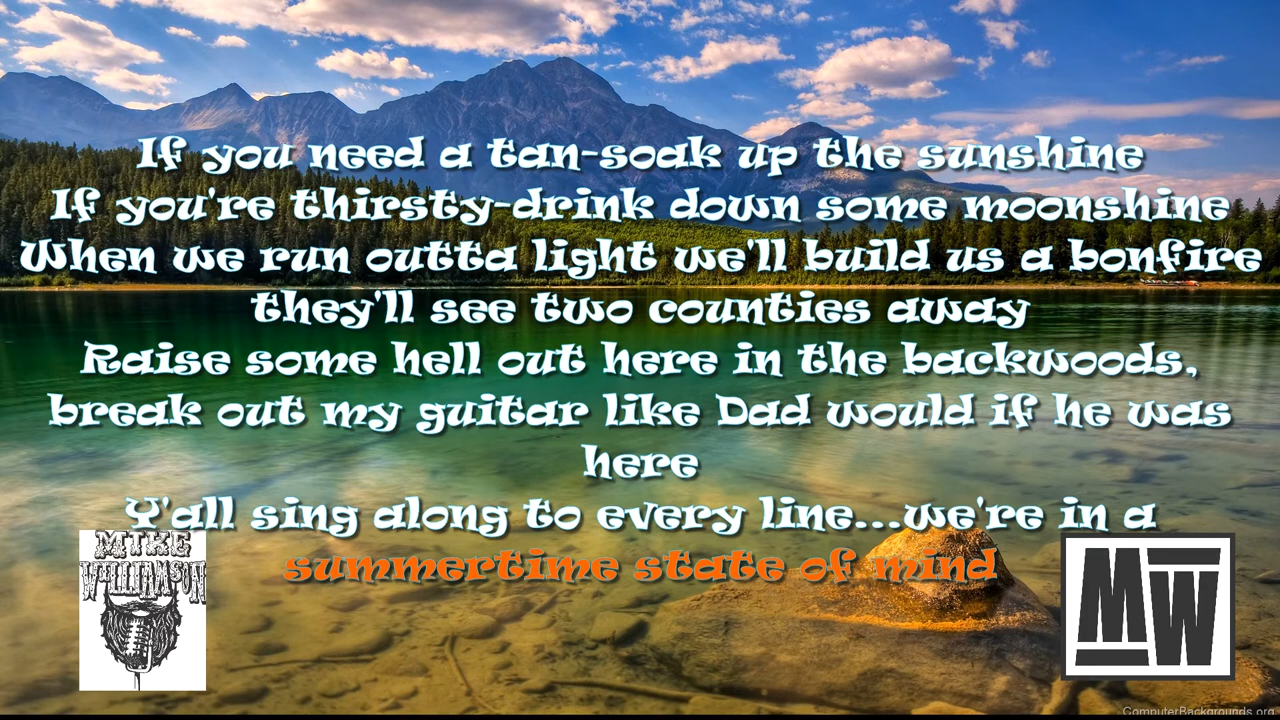 If you need a tan-soak up the sunshine
If you're thirsty-drink down some moonshine
When we run outta light we'll build us a bonfire
they'll see two counties away
Raise some hell out here in the backwoods,
break out my guitar like Dad would if he was
here
Y'all sing along to every line...we're in a
summertime state of mind
MIKE
WILLIAMSON
MW
ComputerBackgrounds.org